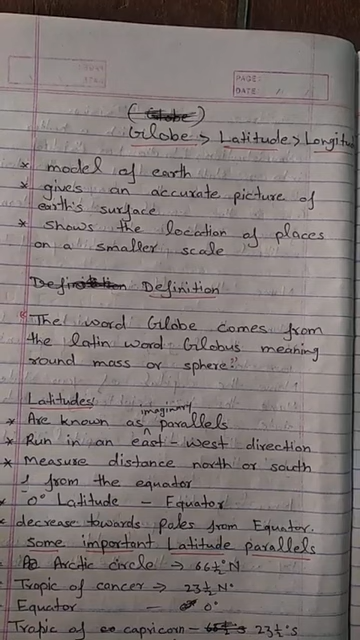 PAGE:
DATE:
(Globe)
Globe > Latitude > Longitu
* model of earth
* gives an accurate picture of
earth's surface
* shows the location of places
on a smaller scale
Definition Definition
"The word Globe comes from
the latin word Globus meaning
round mass or sphere."
Latitudes
* Are known as imaginary parallels
* Run in an east - west direction
* Measure distance north or south
from the equator
0° Latitude - Equator
decrease towards poles from Equator.
some important Latitude parallels
Arctic circle → 66½° N
Tropic of cancer → 23½ N°
Equator - 0°
Tropic of capricorn - 23½°s